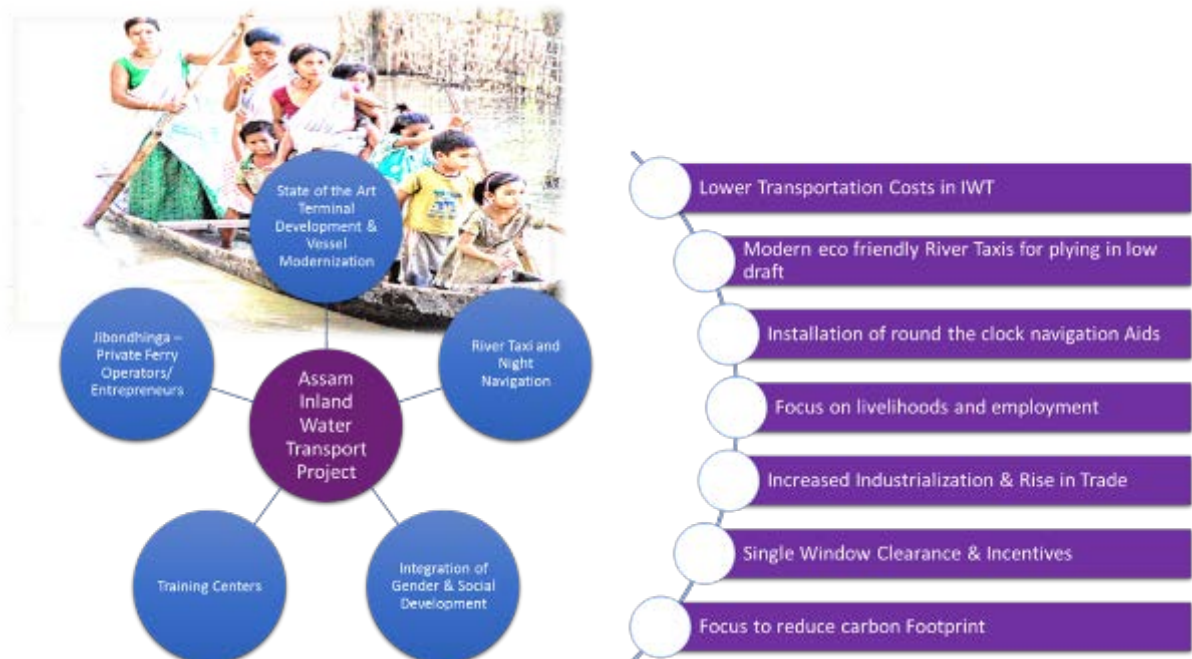 State of the Art
Terminal
Development &
Vessel
Modernization
Jibondhinga –
Private Ferry
Operators/
Entrepreneurs
River Taxi and
Night
Navigation
Assam
Inland
Water
Transport
Project
Training Centers
Integration of
Gender & Social
Development
Lower Transportation Costs in IWT
Modern eco friendly River Taxis for plying in low
draft
Installation of round the clock navigation Aids
Focus on livelihoods and employment
Increased Industrialization & Rise in Trade
Single Window Clearance & Incentives
Focus to reduce carbon Footprint